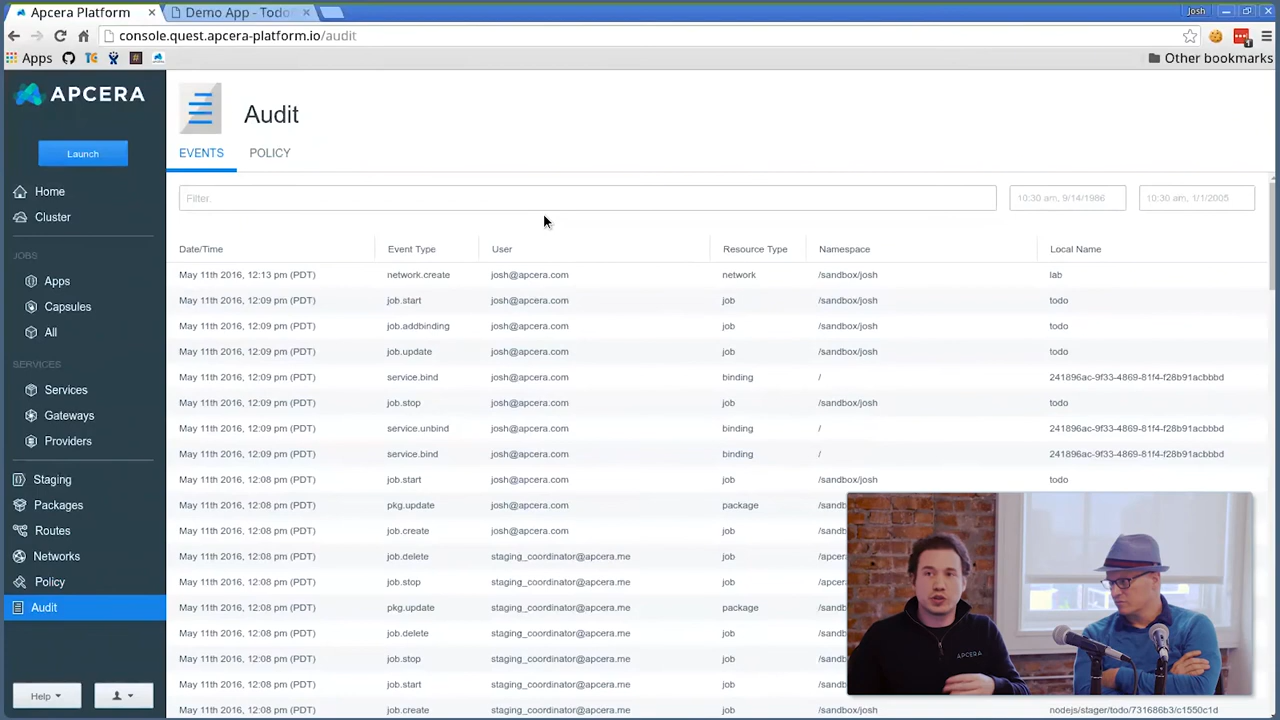 Apcera Platform
Demo App - Todo
Josh
console.quest.apcera-platform.io/audit
Apps
Other bookmarks
APCERA
Launch
Home
Cluster
JOBS
Apps
Capsules
All
SERVICES
Services
Gateways
Providers
Staging
Packages
Routes
Networks
Policy
Audit
Help
Audit
EVENTS POLICY
Filter.
10:30 am, 9/14/1986
10:30 am, 1/1/2005
Date/Time Event Type User Resource Type Namespace Local Name
May 11th 2016, 12:13 pm (PDT) network.create josh@apcera.com network /sandbox/josh lab
May 11th 2016, 12:09 pm (PDT) job.start josh@apcera.com job /sandbox/josh todo
May 11th 2016, 12:09 pm (PDT) job.addbinding josh@apcera.com job /sandbox/josh todo
May 11th 2016, 12:09 pm (PDT) job.update josh@apcera.com job /sandbox/josh todo
May 11th 2016, 12:09 pm (PDT) service.bind josh@apcera.com binding / 241896ac-9f33-4869-81f4-f28b91acbbbd
May 11th 2016, 12:09 pm (PDT) job.stop josh@apcera.com job /sandbox/josh todo
May 11th 2016, 12:09 pm (PDT) service.unbind josh@apcera.com binding / 241896ac-9f33-4869-81f4-f28b91acbbbd
May 11th 2016, 12:09 pm (PDT) service.bind josh@apcera.com binding / 241896ac-9f33-4869-81f4-f28b91acbbbd
May 11th 2016, 12:08 pm (PDT) job.start josh@apcera.com job /sandbox/josh todo
May 11th 2016, 12:08 pm (PDT) pkg.update josh@apcera.com package /sandb
May 11th 2016, 12:08 pm (PDT) job.create josh@apcera.com job /sandb
May 11th 2016, 12:08 pm (PDT) job.delete staging_coordinator@apcera.me job /apcer
May 11th 2016, 12:08 pm (PDT) job.stop staging_coordinator@apcera.me job /apcer
May 11th 2016, 12:08 pm (PDT) pkg.update staging_coordinator@apcera.me package /sandb
May 11th 2016, 12:08 pm (PDT) job.delete staging_coordinator@apcera.me job /sandb
May 11th 2016, 12:08 pm (PDT) job.stop staging_coordinator@apcera.me job /sandb
May 11th 2016, 12:08 pm (PDT) job.start staging_coordinator@apcera.me job /sandb
May 11th 2016, 12:08 pm (PDT) job.create staging_coordinator@apcera.me job /sandbox/josh nodejs/stager/todo/731686b3/c1550c1d
APCERA